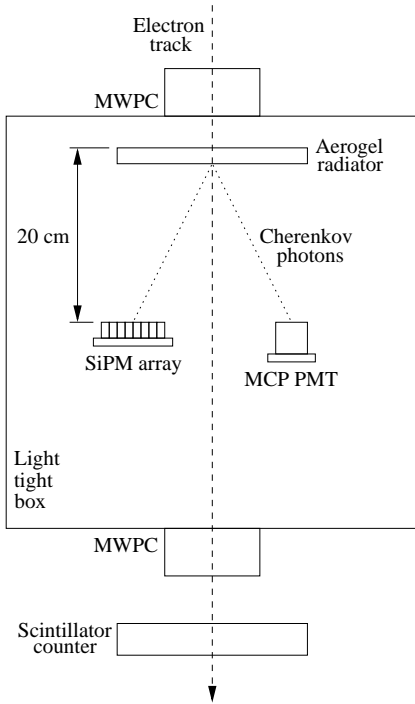 Electron
track
MWPC
Aerogel
radiator
20 cm
Cherenkov
photons
SiPM array
MCP PMT
Light
tight
box
MWPC
Scintillator
counter